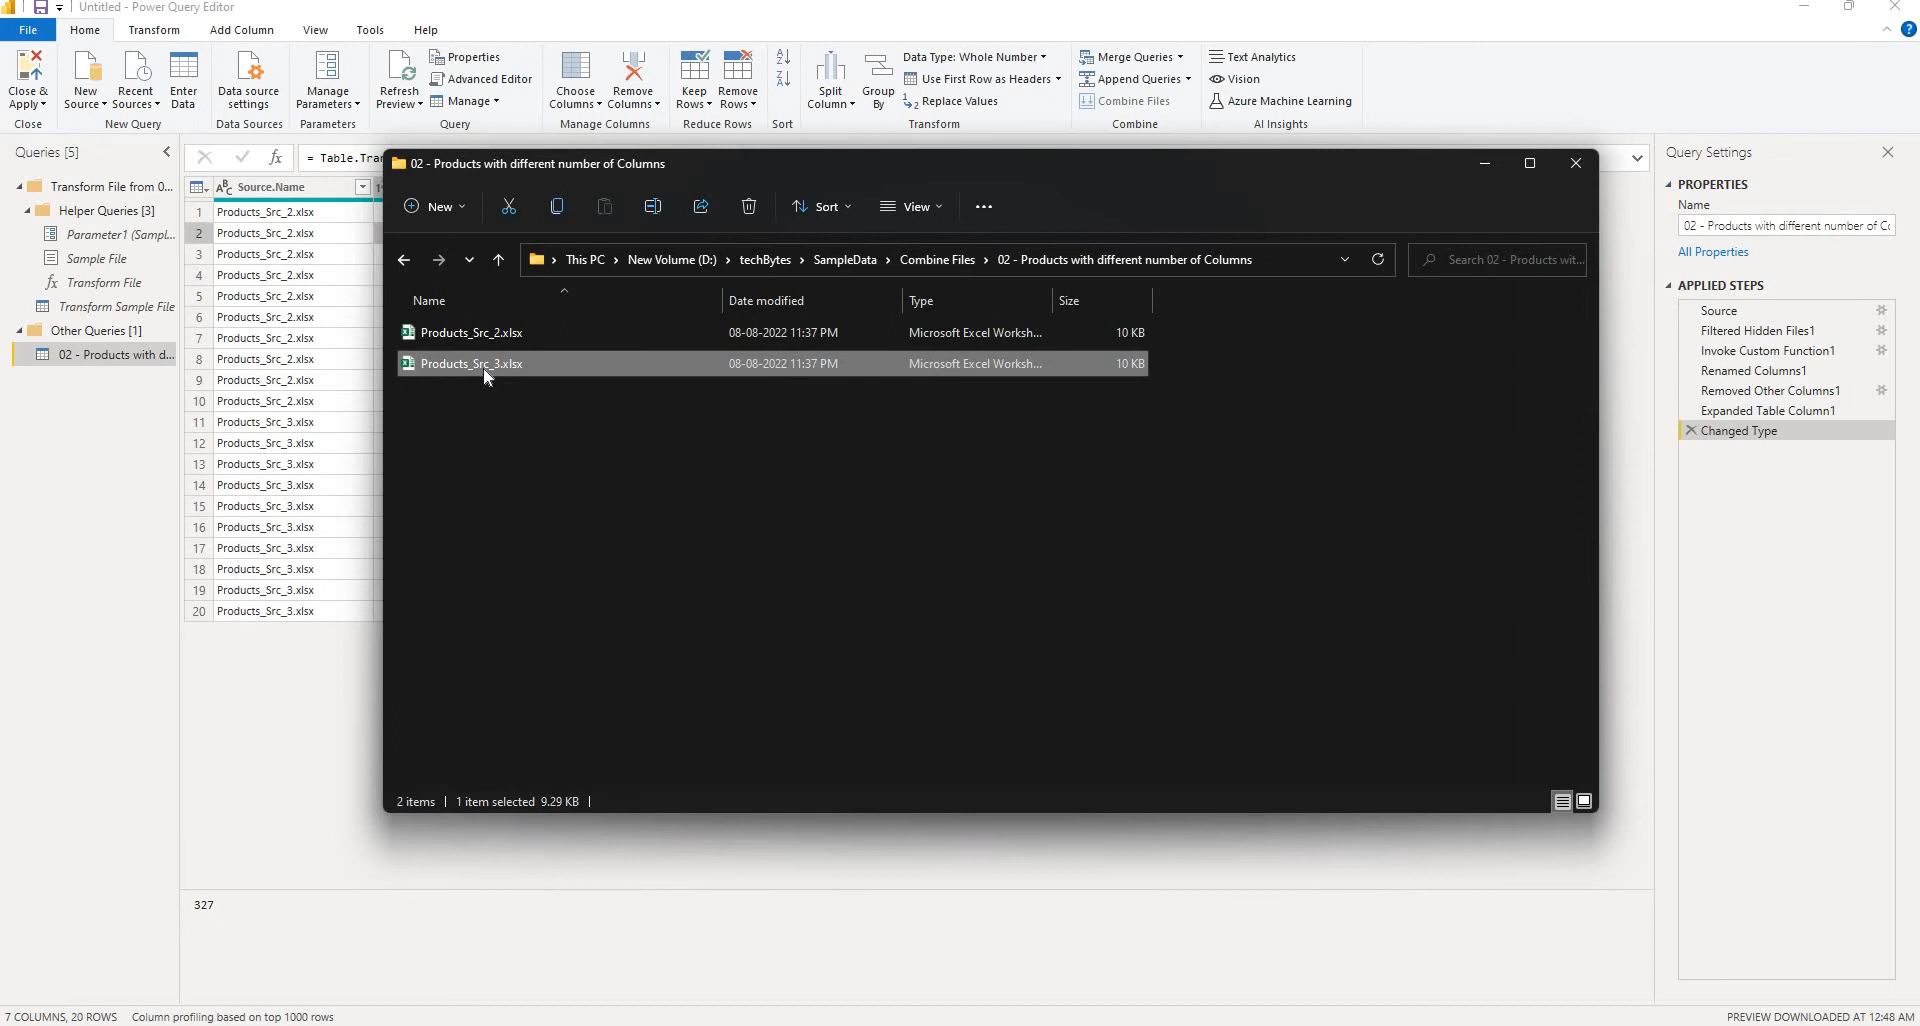 Untitled - Power Query Editor
File Home Transform Add Column View Tools Help
Close & Apply
New Source
Recent Sources
Enter Data
Data source settings
Manage Parameters
Refresh Preview
Properties
Advanced Editor
Manage
Choose Columns
Remove Columns
Keep Rows
Remove Rows
Split Column
Group By
Data Type: Whole Number
Use First Row as Headers
Replace Values
Merge Queries
Append Queries
Combine Files
Text Analytics
Vision
Azure Machine Learning
Close New Query Data Sources Parameters Query Manage Columns Reduce Rows Sort Transform Combine AI Insights
Queries [5]
Transform File from 0...
Helper Queries [3]
Parameter1 (Sampl...
Sample File
fx Transform File
Transform Sample File
Other Queries [1]
02 - Products with d...
fx = Table.Tran
ABC Source.Name
1 Products_Src_2.xlsx
2 Products_Src_2.xlsx
3 Products_Src_2.xlsx
4 Products_Src_2.xlsx
5 Products_Src_2.xlsx
6 Products_Src_2.xlsx
7 Products_Src_2.xlsx
8 Products_Src_2.xlsx
9 Products_Src_2.xlsx
10 Products_Src_2.xlsx
11 Products_Src_3.xlsx
12 Products_Src_3.xlsx
13 Products_Src_3.xlsx
14 Products_Src_3.xlsx
15 Products_Src_3.xlsx
16 Products_Src_3.xlsx
17 Products_Src_3.xlsx
18 Products_Src_3.xlsx
19 Products_Src_3.xlsx
20 Products_Src_3.xlsx
02 - Products with different number of Columns
New Sort View
This PC > New Volume (D:) > techBytes > SampleData > Combine Files > 02 - Products with different number of Columns
Search 02 - Products wit...
Name Date modified Type Size
Products_Src_2.xlsx 08-08-2022 11:37 PM Microsoft Excel Worksh... 10 KB
Products_Src_3.xlsx 08-08-2022 11:37 PM Microsoft Excel Worksh... 10 KB
2 items 1 item selected 9.29 KB
Query Settings
PROPERTIES
Name
02 - Products with different number of Cc
All Properties
APPLIED STEPS
Source
Filtered Hidden Files1
Invoke Custom Function1
Renamed Columns1
Removed Other Columns1
Expanded Table Column1
Changed Type
327
7 COLUMNS, 20 ROWS Column profiling based on top 1000 rows
PREVIEW DOWNLOADED AT 12:48 AM